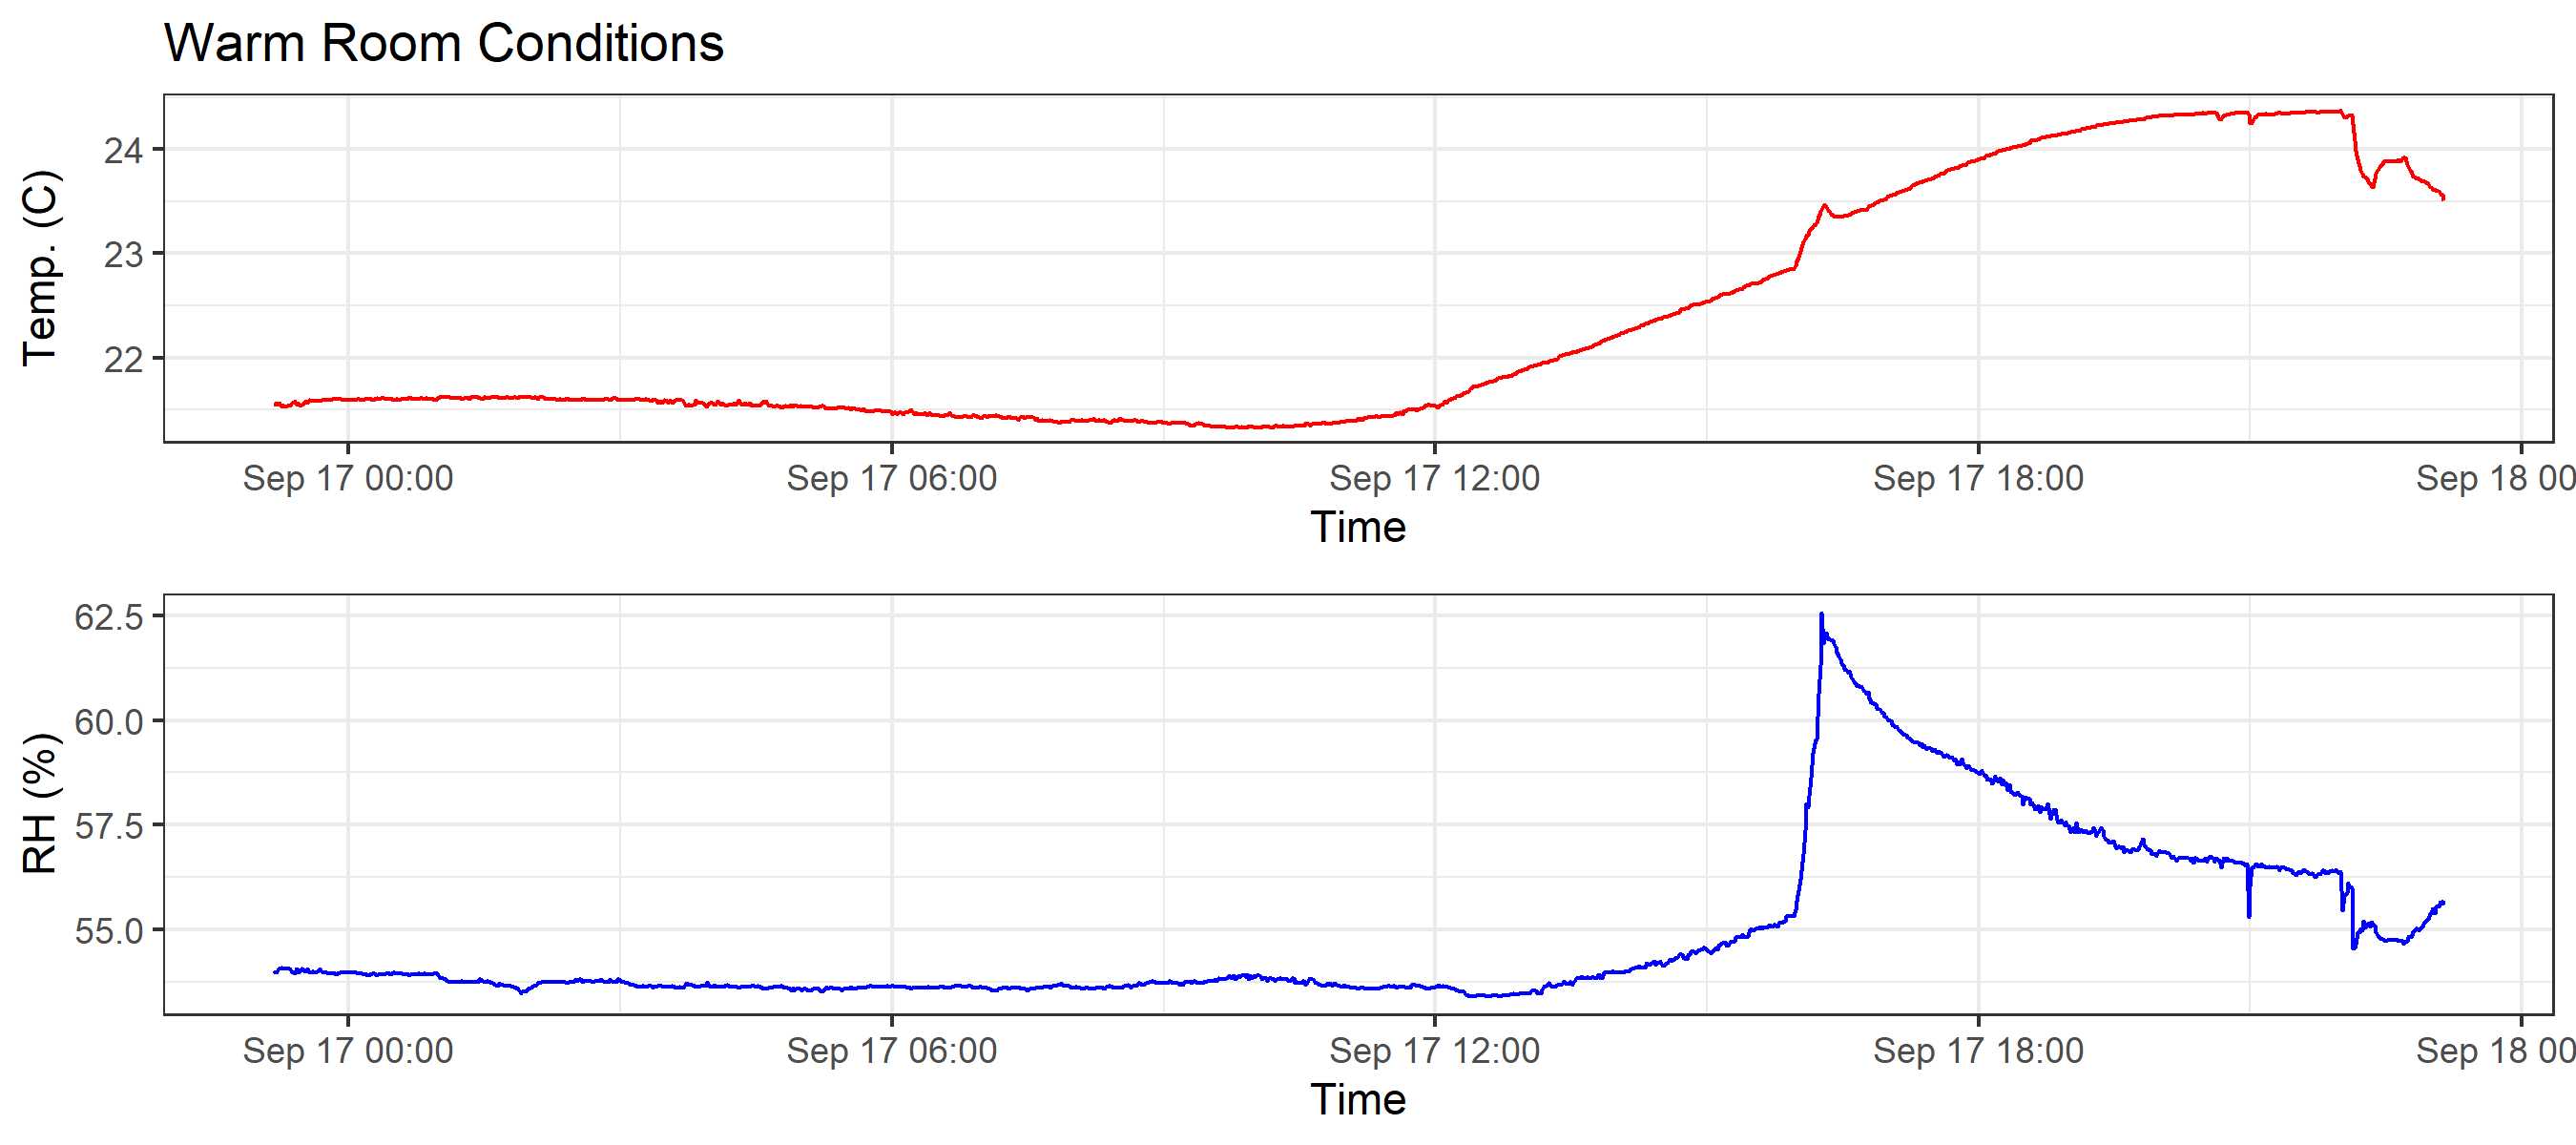 Warm Room Conditions
Temp. (C)
24
23
22
Sep 17 00:00 Sep 17 06:00 Sep 17 12:00 Sep 17 18:00 Sep 18 00
Time
RH (%)
62.5
60.0
57.5
55.0
Sep 17 00:00 Sep 17 06:00 Sep 17 12:00 Sep 17 18:00 Sep 18 00
Time